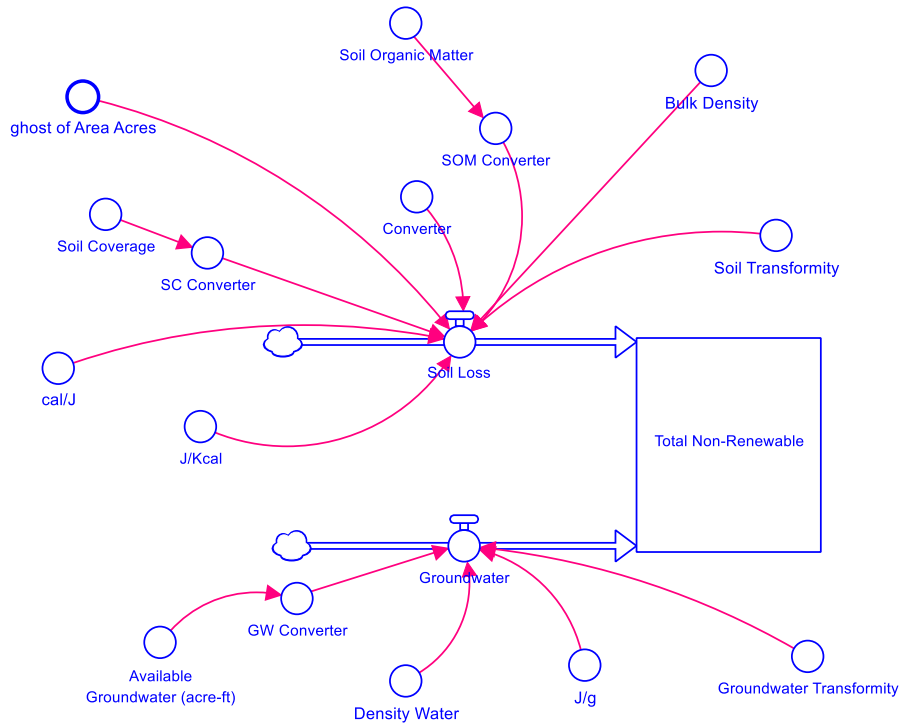 Soil Organic Matter
Bulk Density
ghost of Area Acres
SOM Converter
Converter
Soil Coverage
SC Converter
Soil Transformity
Soil Loss
cal/J
Total Non-Renewable
J/Kcal
Groundwater
GW Converter
Available
Groundwater (acre-ft)
Density Water
J/g
Groundwater Transformity